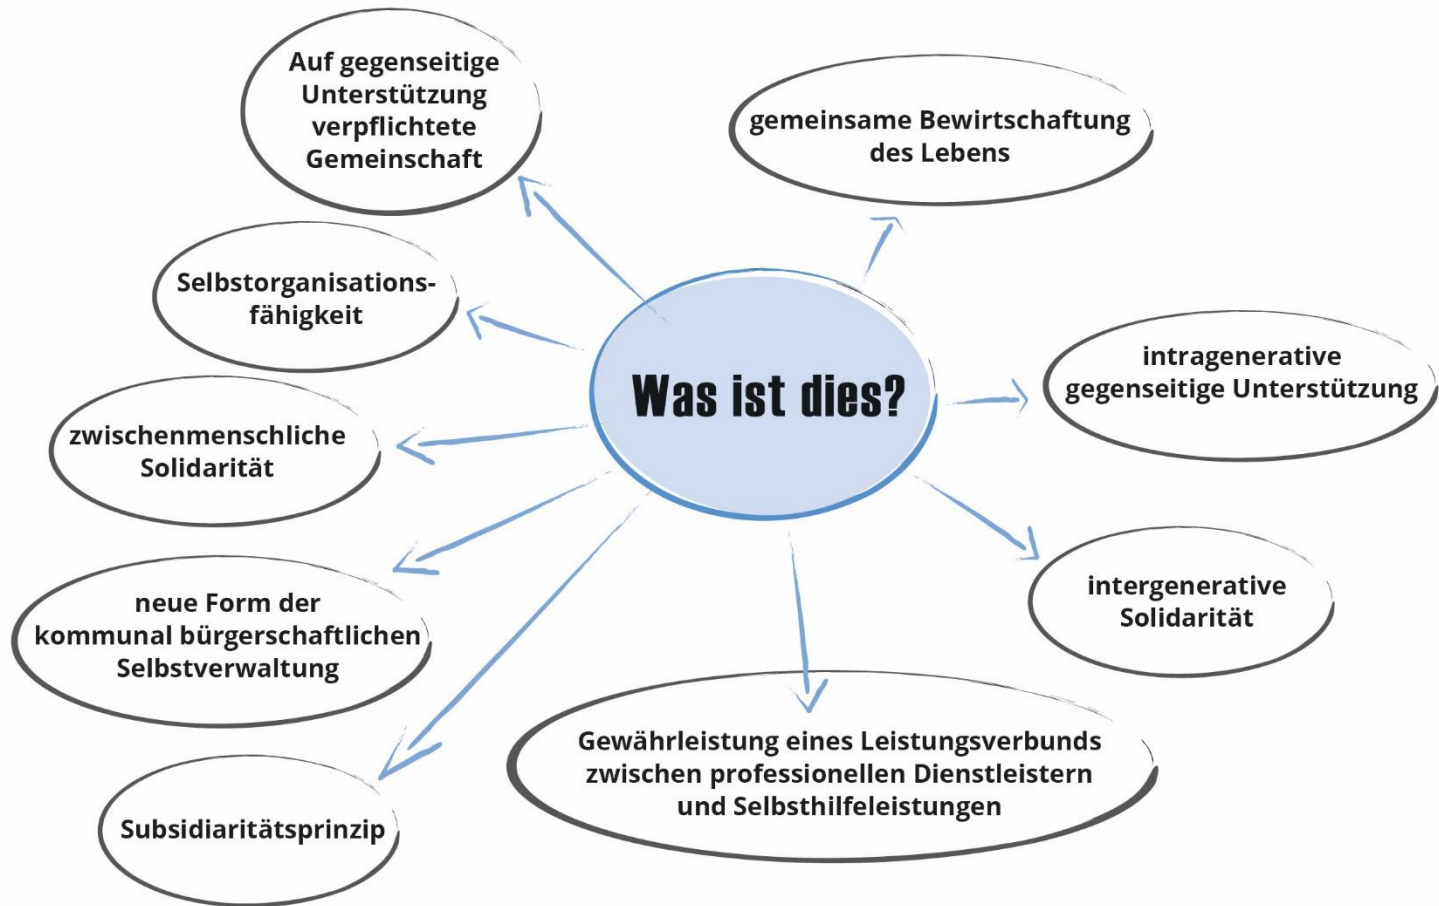 Auf gegenseitige
Unterstützung
verpflichtete
Gemeinschaft
gemeinsame Bewirtschaftung
des Lebens
Selbstorganisations-
fähigkeit
intragenerative
gegenseitige Unterstützung
Was ist dies?
zwischenmenschliche
Solidarität
intergenerative
Solidarität
neue Form der
kommunal bürgerschaftlichen
Selbstverwaltung
Gewährleistung eines Leistungsverbunds
zwischen professionellen Dienstleistern
und Selbsthilfeleistungen
Subsidiaritätsprinzip